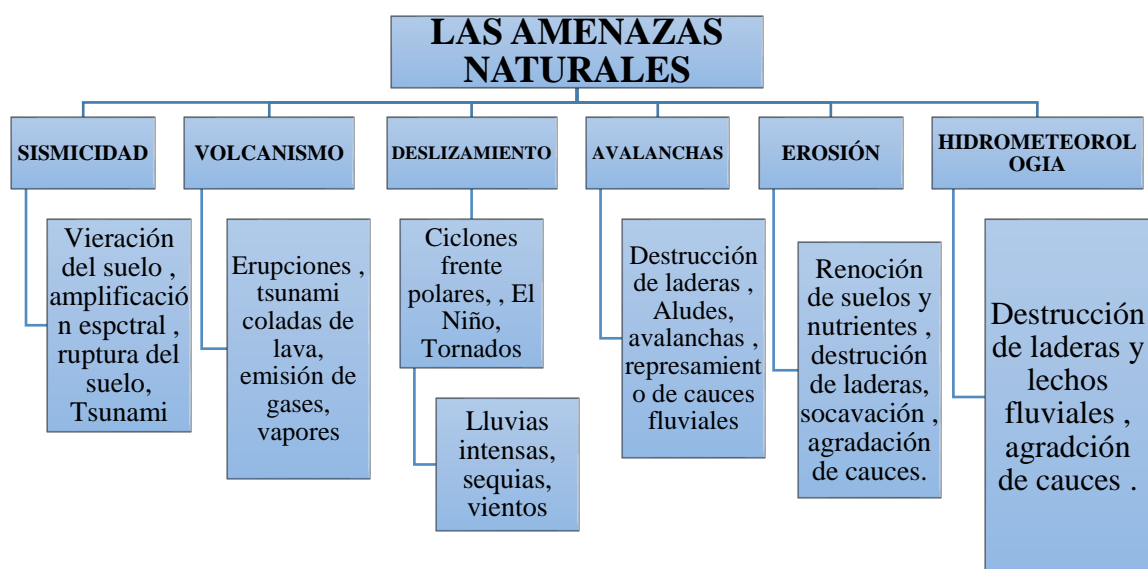 LAS AMENAZAS
NATURALES
SISMICIDAD
VOLCANISMO
DESLIZAMIENTO
AVALANCHAS
EROSIÓN
HIDROMETEOROL
OGIA
Vieración
del suelo ,
amplificació
n espctral ,
ruptura del
suelo,
Tsunami
Erupciones ,
tsunami
coladas de
lava,
emisión de
gases,
vapores
Ciclones
frente
polares, , El
Niño,
Tornados
Lluvias
intensas,
sequias,
vientos
Destrucción
de laderas ,
Aludes,
avalanchas ,
represamient
o de cauces
fluviales
Renoción
de suelos y
nutrientes ,
destrución
de laderas,
socavación ,
agradación
de cauces.
Destrucción
de laderas y
lechos
fluviales ,
agradción
de cauces .